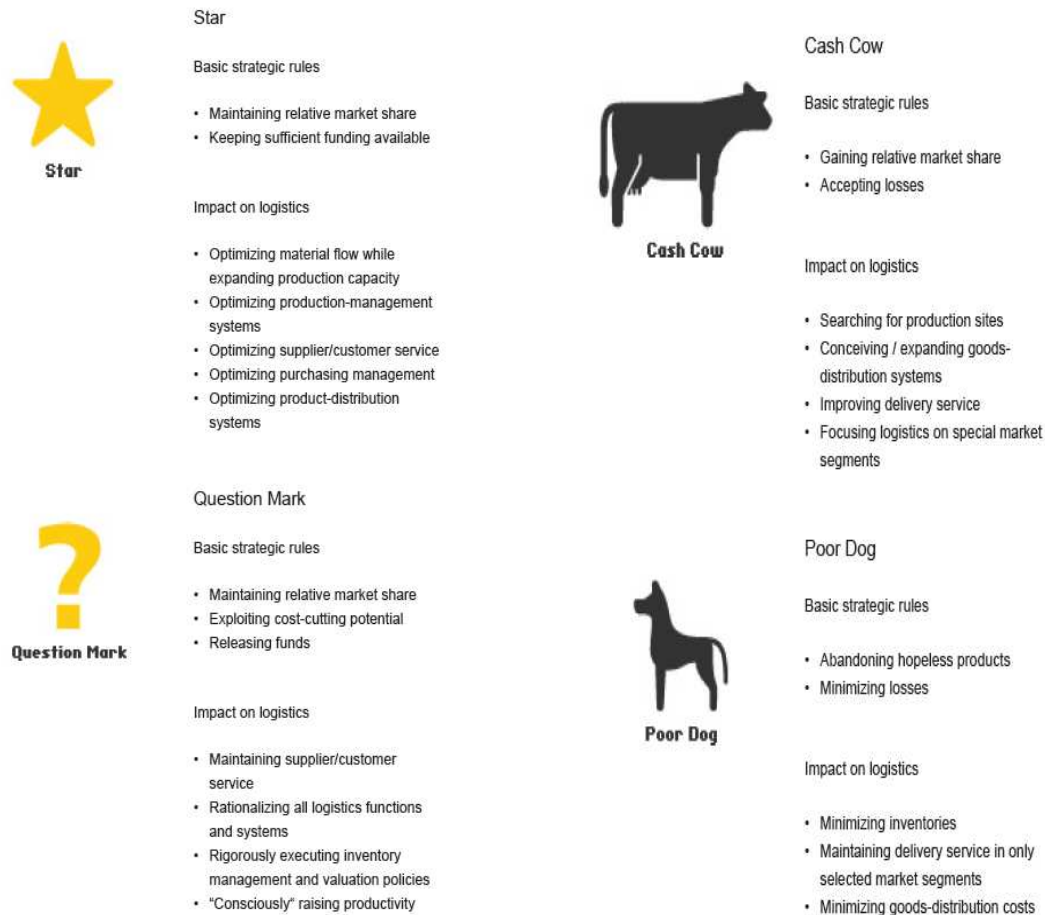 Star
Basic strategic rules
• Maintaining relative market share
• Keeping sufficient funding available
Star
Impact on logistics
• Optimizing material flow while
expanding production capacity
• Optimizing production-management
systems
• Optimizing supplier/customer service
• Optimizing purchasing management
• Optimizing product-distribution
systems
Cash Cow
Basic strategic rules
• Gaining relative market share
• Accepting losses
Cash Cow
Impact on logistics
• Searching for production sites
• Conceiving / expanding goods-
distribution systems
• Improving delivery service
• Focusing logistics on special market
segments
Question Mark
Basic strategic rules
• Maintaining relative market share
• Exploiting cost-cutting potential
• Releasing funds
?
Question Mark
Impact on logistics
• Maintaining supplier/customer
service
• Rationalizing all logistics functions
and systems
• Rigorously executing inventory
management and valuation policies
• "Consciously" raising productivity
Poor Dog
Basic strategic rules
• Abandoning hopeless products
• Minimizing losses
Poor Dog
Impact on logistics
• Minimizing inventories
• Maintaining delivery service in only
selected market segments
• Minimizing goods-distribution costs